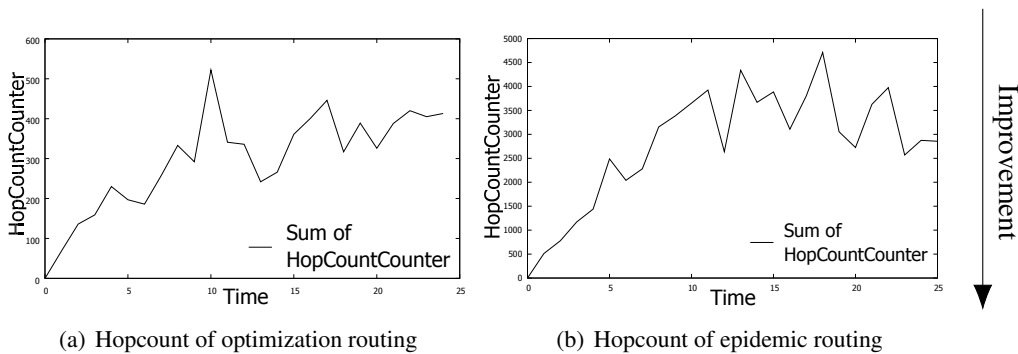 600
500
400
300
200
100
0
HopCountCounter
Sum of
HopCountCounter
0
5
10
15
20
25
Time
(a) Hopcount of optimization routing
5000
4500
4000
3500
3000
2500
2000
1500
1000
500
0
HopCountCounter
Sum of
HopCountCounter
0
5
10
15
20
25
Time
(b) Hopcount of epidemic routing
Improvement